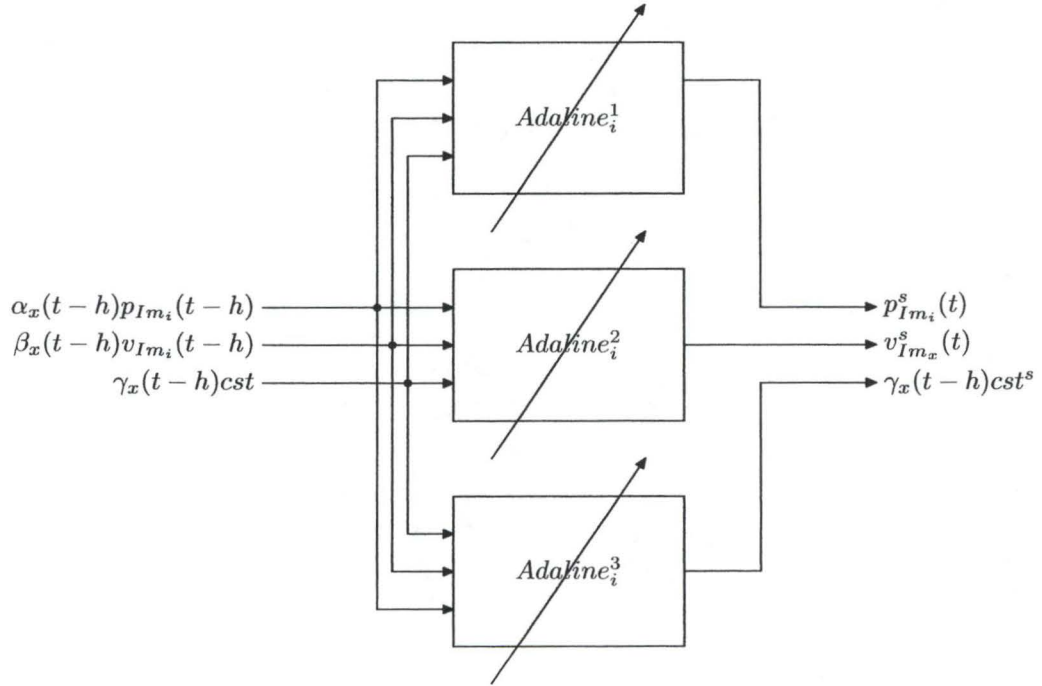 Adaline_i^1
α_x(t − h)p_{Im_i}(t − h)
β_x(t − h)v_{Im_i}(t − h)
γ_x(t − h)cst
Adaline_i^2
p^s_{Im_i}(t)
v^s_{Im_x}(t)
γ_x(t − h)cst^s
Adaline_i^3